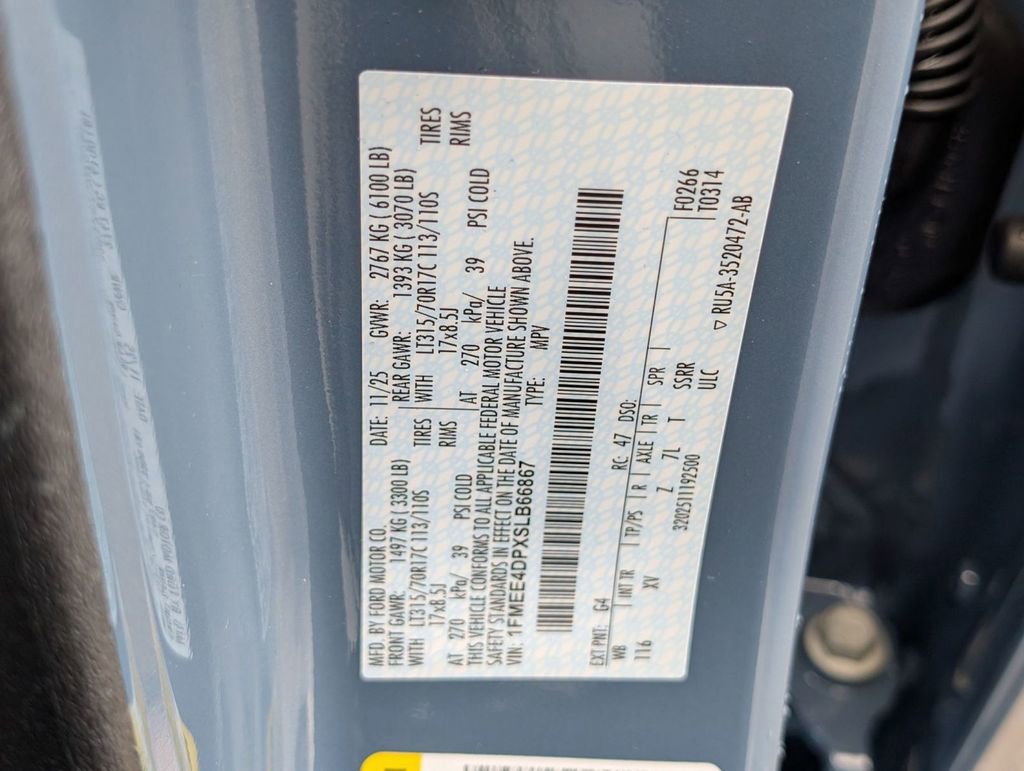 MFD BY FORD MOTOR CO. DATE: 11/25 GVWR: 2767 KG ( 6100 LB)
FRONT GAWR: 1497 KG ( 3300 LB) REAR GAWR: 1393 KG ( 3070 LB)
WITH LT315/70R17C 113/110S TIRES WITH LT315/70R17C 113/110S TIRES
17x8.5J RIMS 17x8.5J RIMS
AT 270 kPa/ 39 PSI COLD AT 270 kPa/ 39 PSI COLD
THIS VEHICLE CONFORMS TO ALL APPLICABLE FEDERAL MOTOR VEHICLE
SAFETY STANDARDS IN EFFECT ON THE DATE OF MANUFACTURE SHOWN ABOVE.
VIN: 1FMEE4DPXSLB66867 TYPE: MPV
EXT PNT: G4 RC: 47 DSO: F0266
WB INT TR TP/PS R AXLE TR SPR T0314
116 XV Z 7L T SSRR
3202511192500 ULC
▽ RU5A-3520472-AB